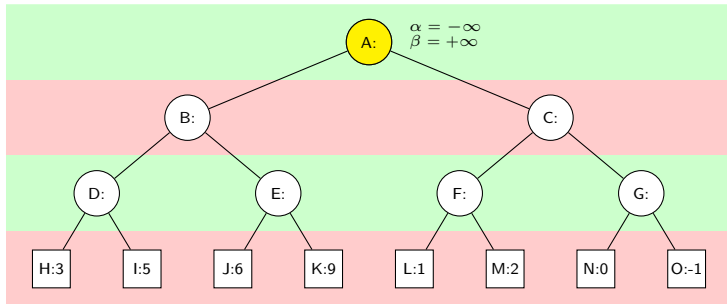 A:
α = −∞
β = +∞
B:
C:
D:
E:
F:
G:
H:3
I:5
J:6
K:9
L:1
M:2
N:0
O:-1